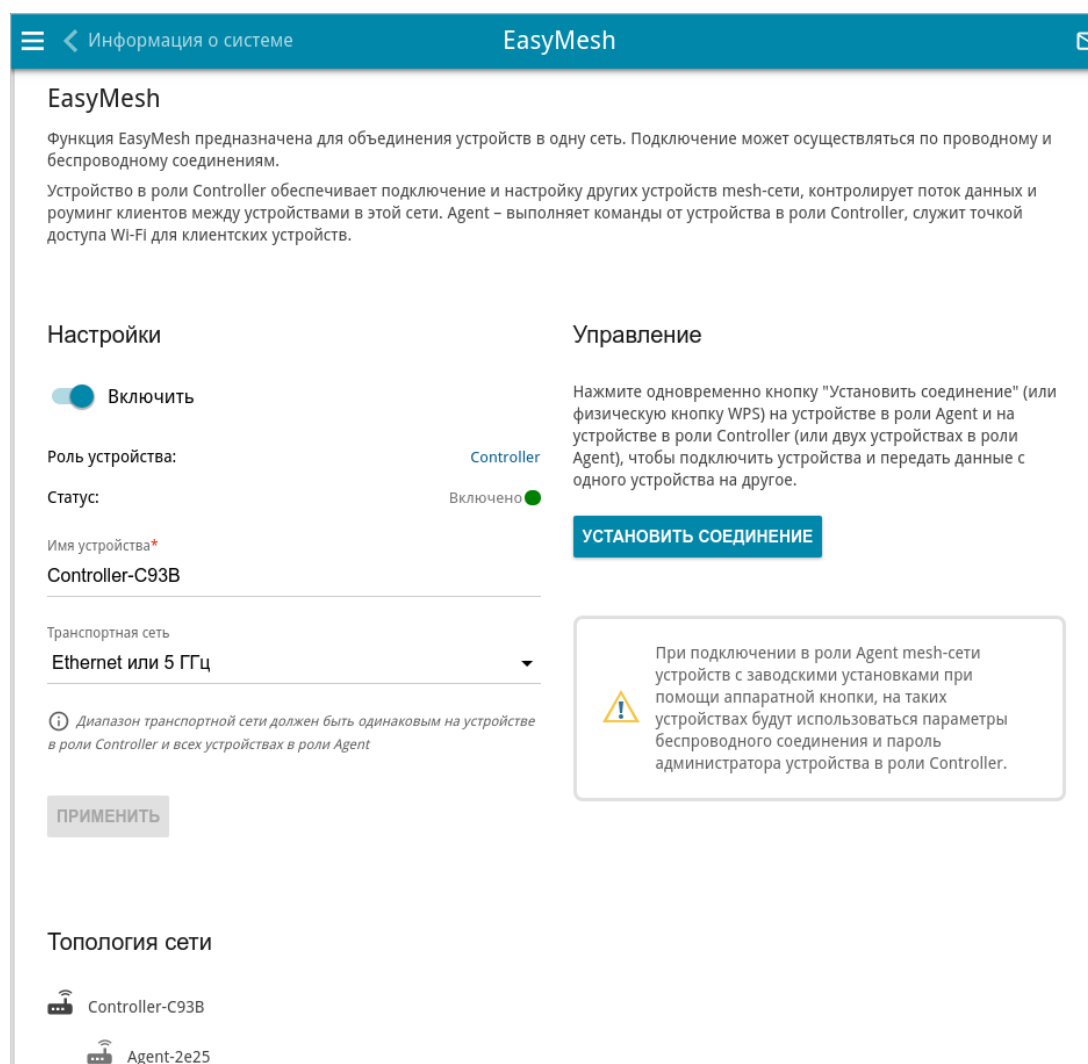 Информация о системе
EasyMesh
EasyMesh
Функция EasyMesh предназначена для объединения устройств в одну сеть. Подключение может осуществляться по проводному и
беспроводному соединениям.
Устройство в роли Controller обеспечивает подключение и настройку других устройств mesh-сети, контролирует поток данных и
роуминг клиентов между устройствами в этой сети. Agent – выполняет команды от устройства в роли Controller, служит точкой
доступа Wi-Fi для клиентских устройств.
Настройки
Включить
Роль устройства:
Controller
Статус:
Включено
Имя устройства*
Controller-C93B
Транспортная сеть
Ethernet или 5 ГГц
Диапазон транспортной сети должен быть одинаковым на устройстве
в роли Controller и всех устройствах в роли Agent
ПРИМЕНИТЬ
Управление
Нажмите одновременно кнопку "Установить соединение" (или
физическую кнопку WPS) на устройстве в роли Agent и на
устройстве в роли Controller (или двух устройствах в роли
Agent), чтобы подключить устройства и передать данные с
одного устройства на другое.
УСТАНОВИТЬ СОЕДИНЕНИЕ
При подключении в роли Agent mesh-сети
устройств с заводскими установками при
помощи аппаратной кнопки, на таких
устройствах будут использоваться параметры
беспроводного соединения и пароль
администратора устройства в роли Controller.
Топология сети
Controller-C93B
Agent-2e25